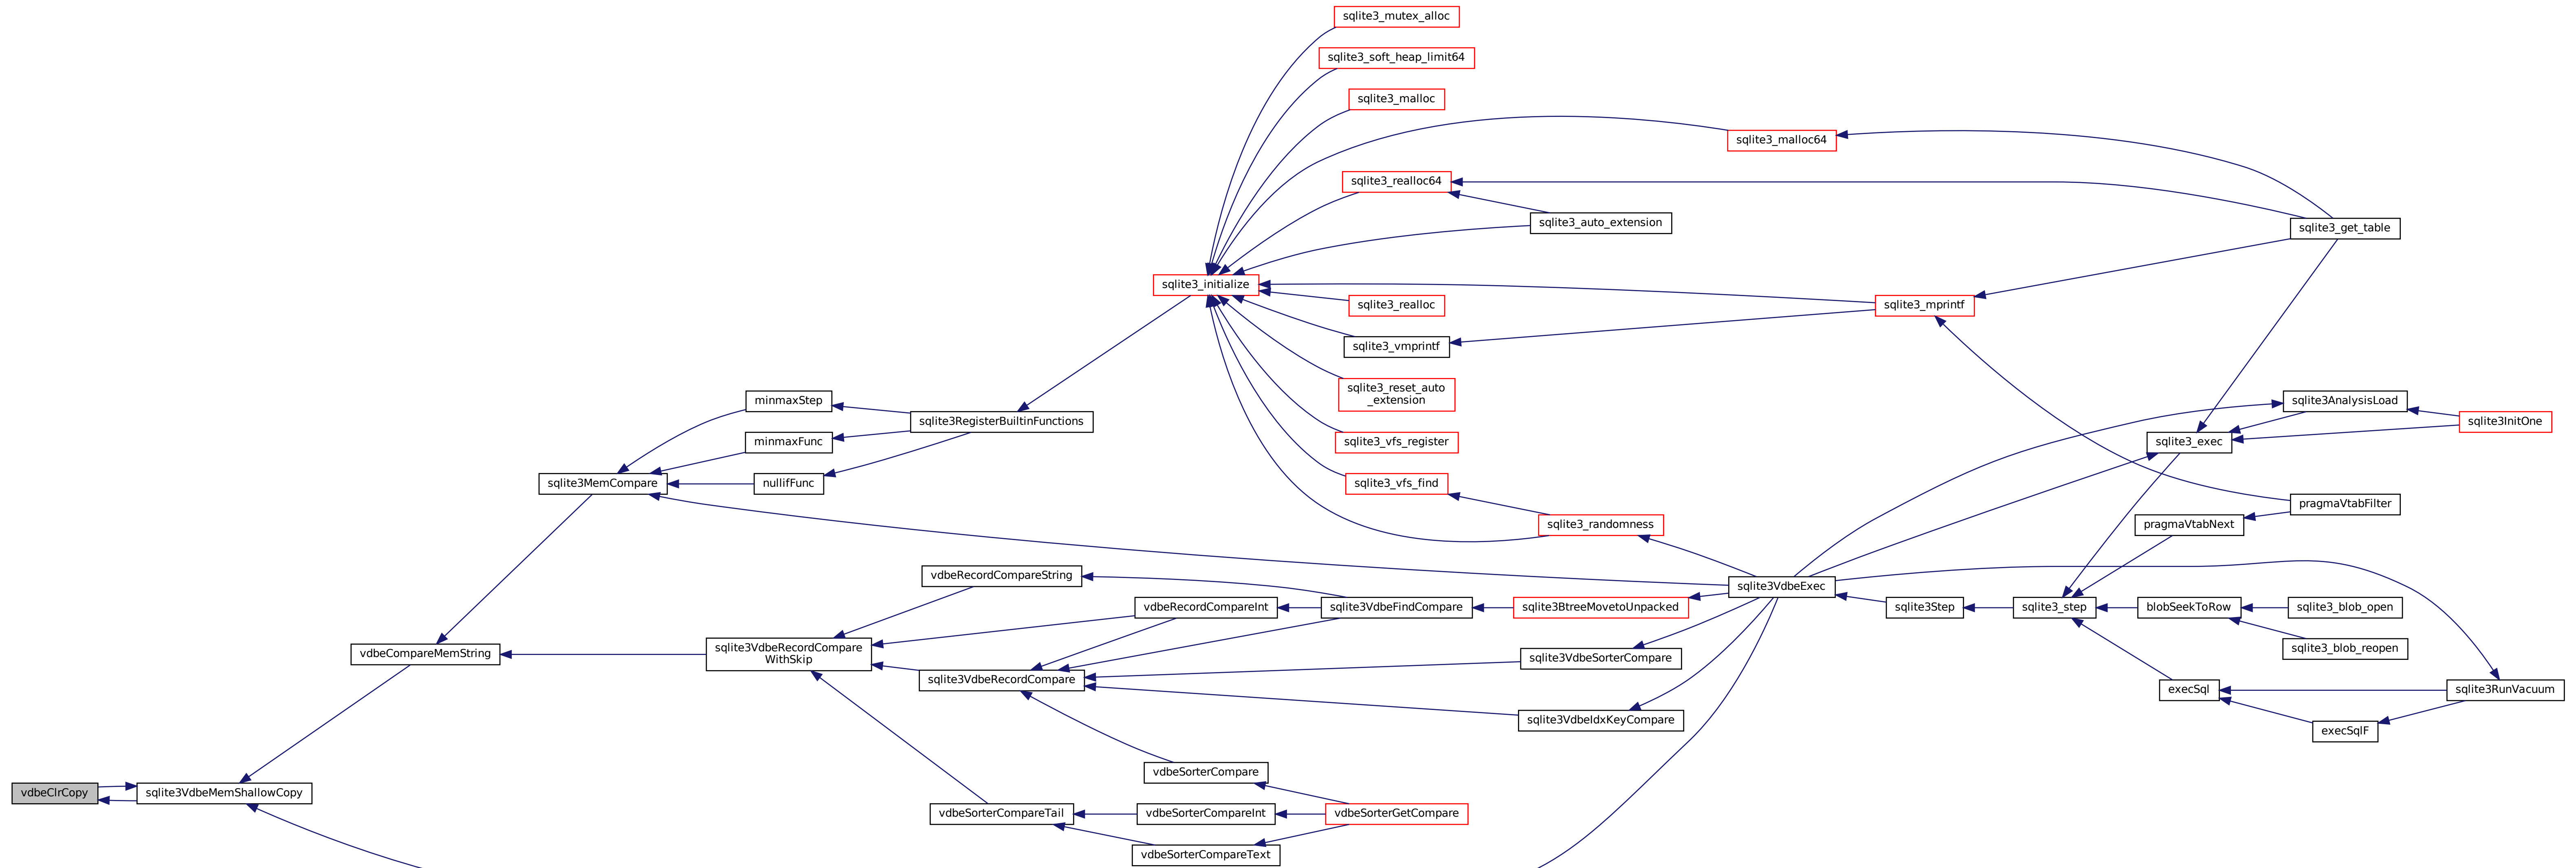 sqlite3_mutex_alloc
sqlite3_soft_heap_limit64
sqlite3_malloc
sqlite3_malloc64
sqlite3_realloc64
sqlite3_auto_extension
sqlite3_get_table
sqlite3_initialize
sqlite3_realloc
sqlite3_mprintf
sqlite3_vmprintf
sqlite3_reset_auto
_extension
minmaxStep
sqlite3AnalysisLoad
sqlite3RegisterBuiltinFunctions
sqlite3InitOne
minmaxFunc
sqlite3_vfs_register
sqlite3_exec
sqlite3MemCompare
nullifFunc
sqlite3_vfs_find
pragmaVtabFilter
sqlite3_randomness
pragmaVtabNext
vdbeRecordCompareString
sqlite3VdbeExec
vdbeRecordCompareInt
sqlite3VdbeFindCompare
sqlite3BtreeMovetoUnpacked
sqlite3Step
sqlite3_step
blobSeekToRow
sqlite3_blob_open
vdbeCompareMemString
sqlite3VdbeRecordCompare
WithSkip
sqlite3VdbeSorterCompare
sqlite3_blob_reopen
sqlite3VdbeRecordCompare
execSql
sqlite3RunVacuum
sqlite3VdbeIdxKeyCompare
execSqlF
vdbeSorterCompare
vdbeClrCopy
sqlite3VdbeMemShallowCopy
vdbeSorterCompareTail
vdbeSorterCompareInt
vdbeSorterGetCompare
vdbeSorterCompareText